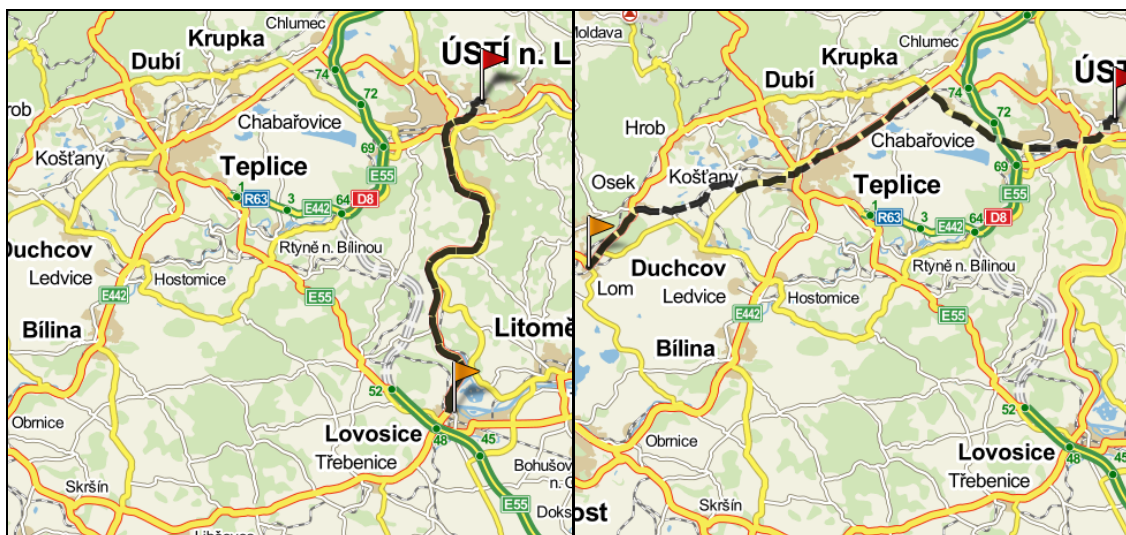 Chlumec
Krupka
ÚSTÍ n. L
Dubí
74
72
rob
Chabařovice
69
Košťany
Teplice
E55
1
R63
3
E442
64
D8
Duchcov
Rtyně n. Bílinou
Ledvice
Hostomice
E442
E55
Bílina
Litomě
52
Obrnice
Lovosice
48
45
Třebenice
Bohušov
n. O
Skršín
E55
Doks
Moldava
Chlumec
Krupka
ÚS
Dubí
74
72
Hrob
Chabařovice
69
Osek
Košťany
Teplice
E55
1
R63
3
E442
64
D8
Duchcov
Rtyně n. Bílinou
Lom
Ledvice
Hostomice
E442
E55
Bílina
52
Obrnice
Lovosice
48
45
Třebenice
Skršín
ost
E55